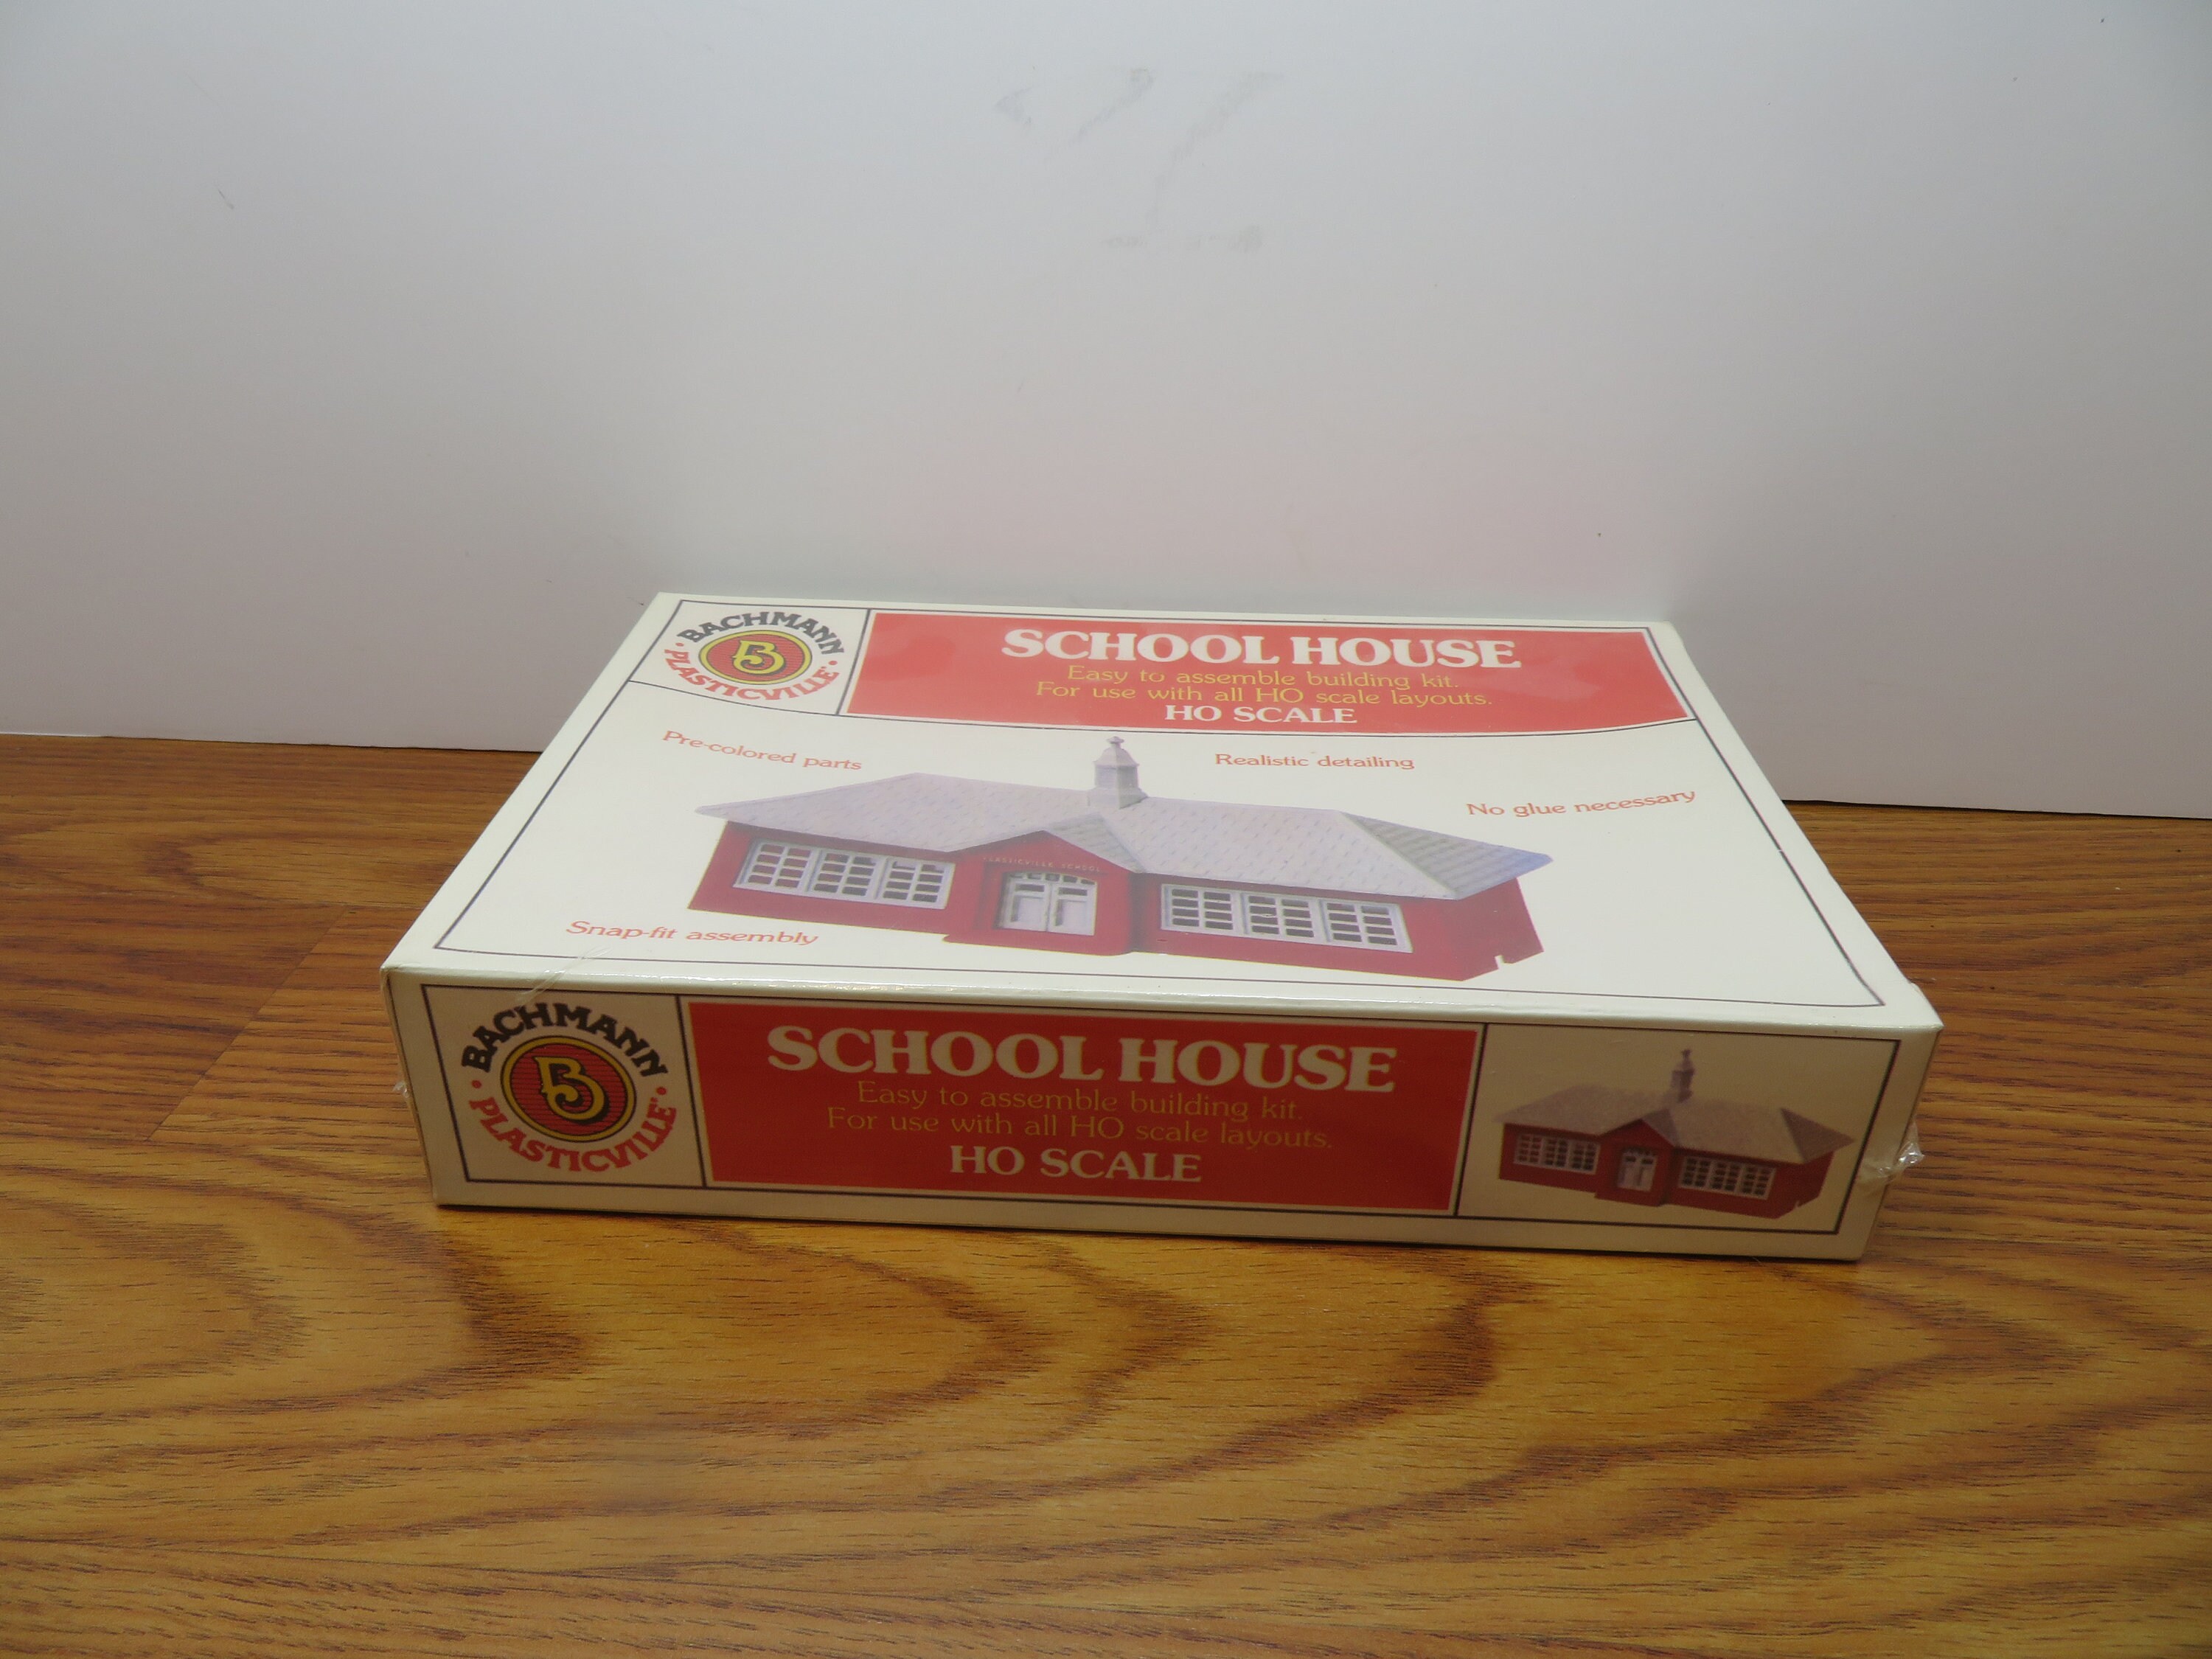 BACHMANN
B
PLASTICVILLE
SCHOOL HOUSE
Easy to assemble building kit.
For use with all HO scale layouts.
HO SCALE
Pre-colored parts
Realistic detailing
No glue necessary
PLASTICVILLE SCHOOL
Snap-fit assembly
BACHMANN
B
PLASTICVILLE
SCHOOL HOUSE
Easy to assemble building kit.
For use with all HO scale layouts.
HO SCALE